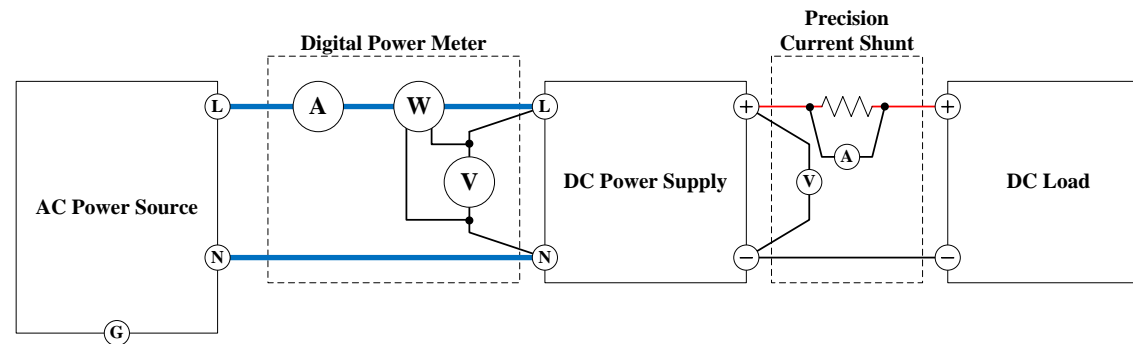 Precision
Current Shunt
Digital Power Meter
L
A
W
L
+
+
A
V
V
AC Power Source
DC Power Supply
DC Load
N
N
−
−
G